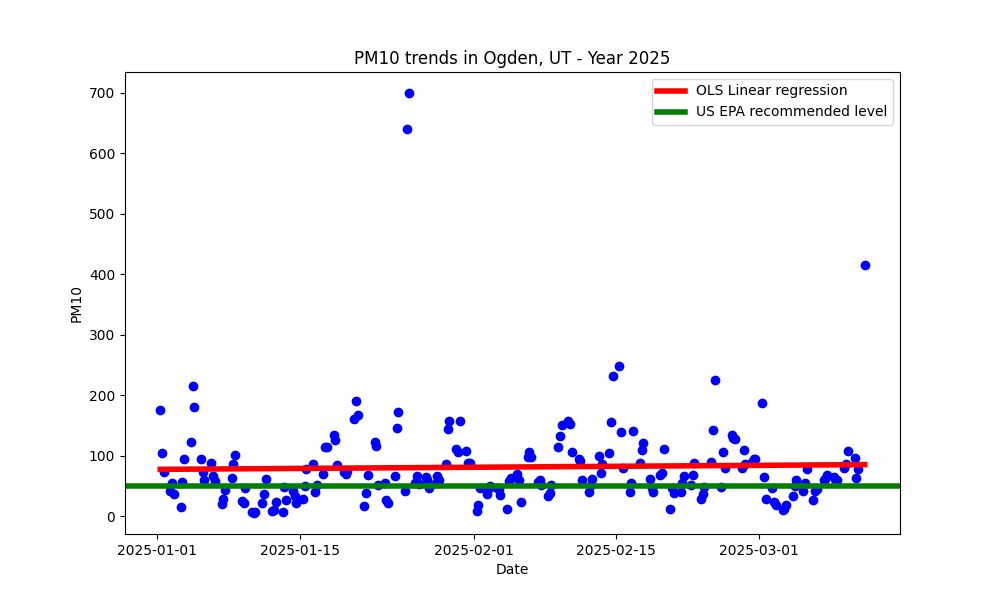 PM10 trends in Ogden, UT - Year 2025
OLS Linear regression
US EPA recommended level
700
600
500
400
300
200
100
0
PM10
2025-01-01 2025-01-15 2025-02-01 2025-02-15 2025-03-01
Date